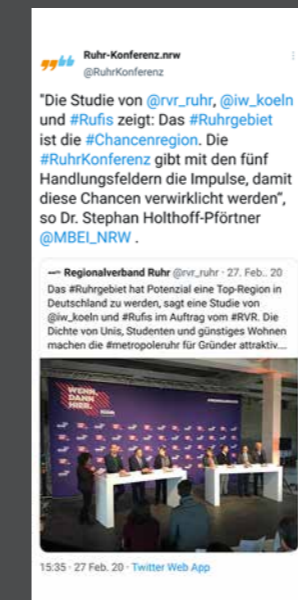 Ruhr-Konferenz.nrw
@RuhrKonferenz
"Die Studie von @rvr_ruhr, @iw_koeln
und #Rufis zeigt: Das #Ruhrgebiet
ist die #Chancenregion. Die
#RuhrKonferenz gibt mit den fünf
Handlungsfeldern die Impulse, damit
diese Chancen verwirklicht werden“,
so Dr. Stephan Holthoff-Pförtner
@MBEI_NRW .
Regionalverband Ruhr @rvr_ruhr · 27. Feb. 20
Das #Ruhrgebiet hat Potenzial eine Top-Region in
Deutschland zu werden, sagt eine Studie von
@iw_koeln und #Rufis im Auftrag vom #RVR. Die
Dichte von Unis, Studenten und günstiges Wohnen
machen die #metropoleruhr für Gründer attraktiv....
WENN,
DANN
HIER.
15:35 · 27 Feb. 20 · Twitter Web App